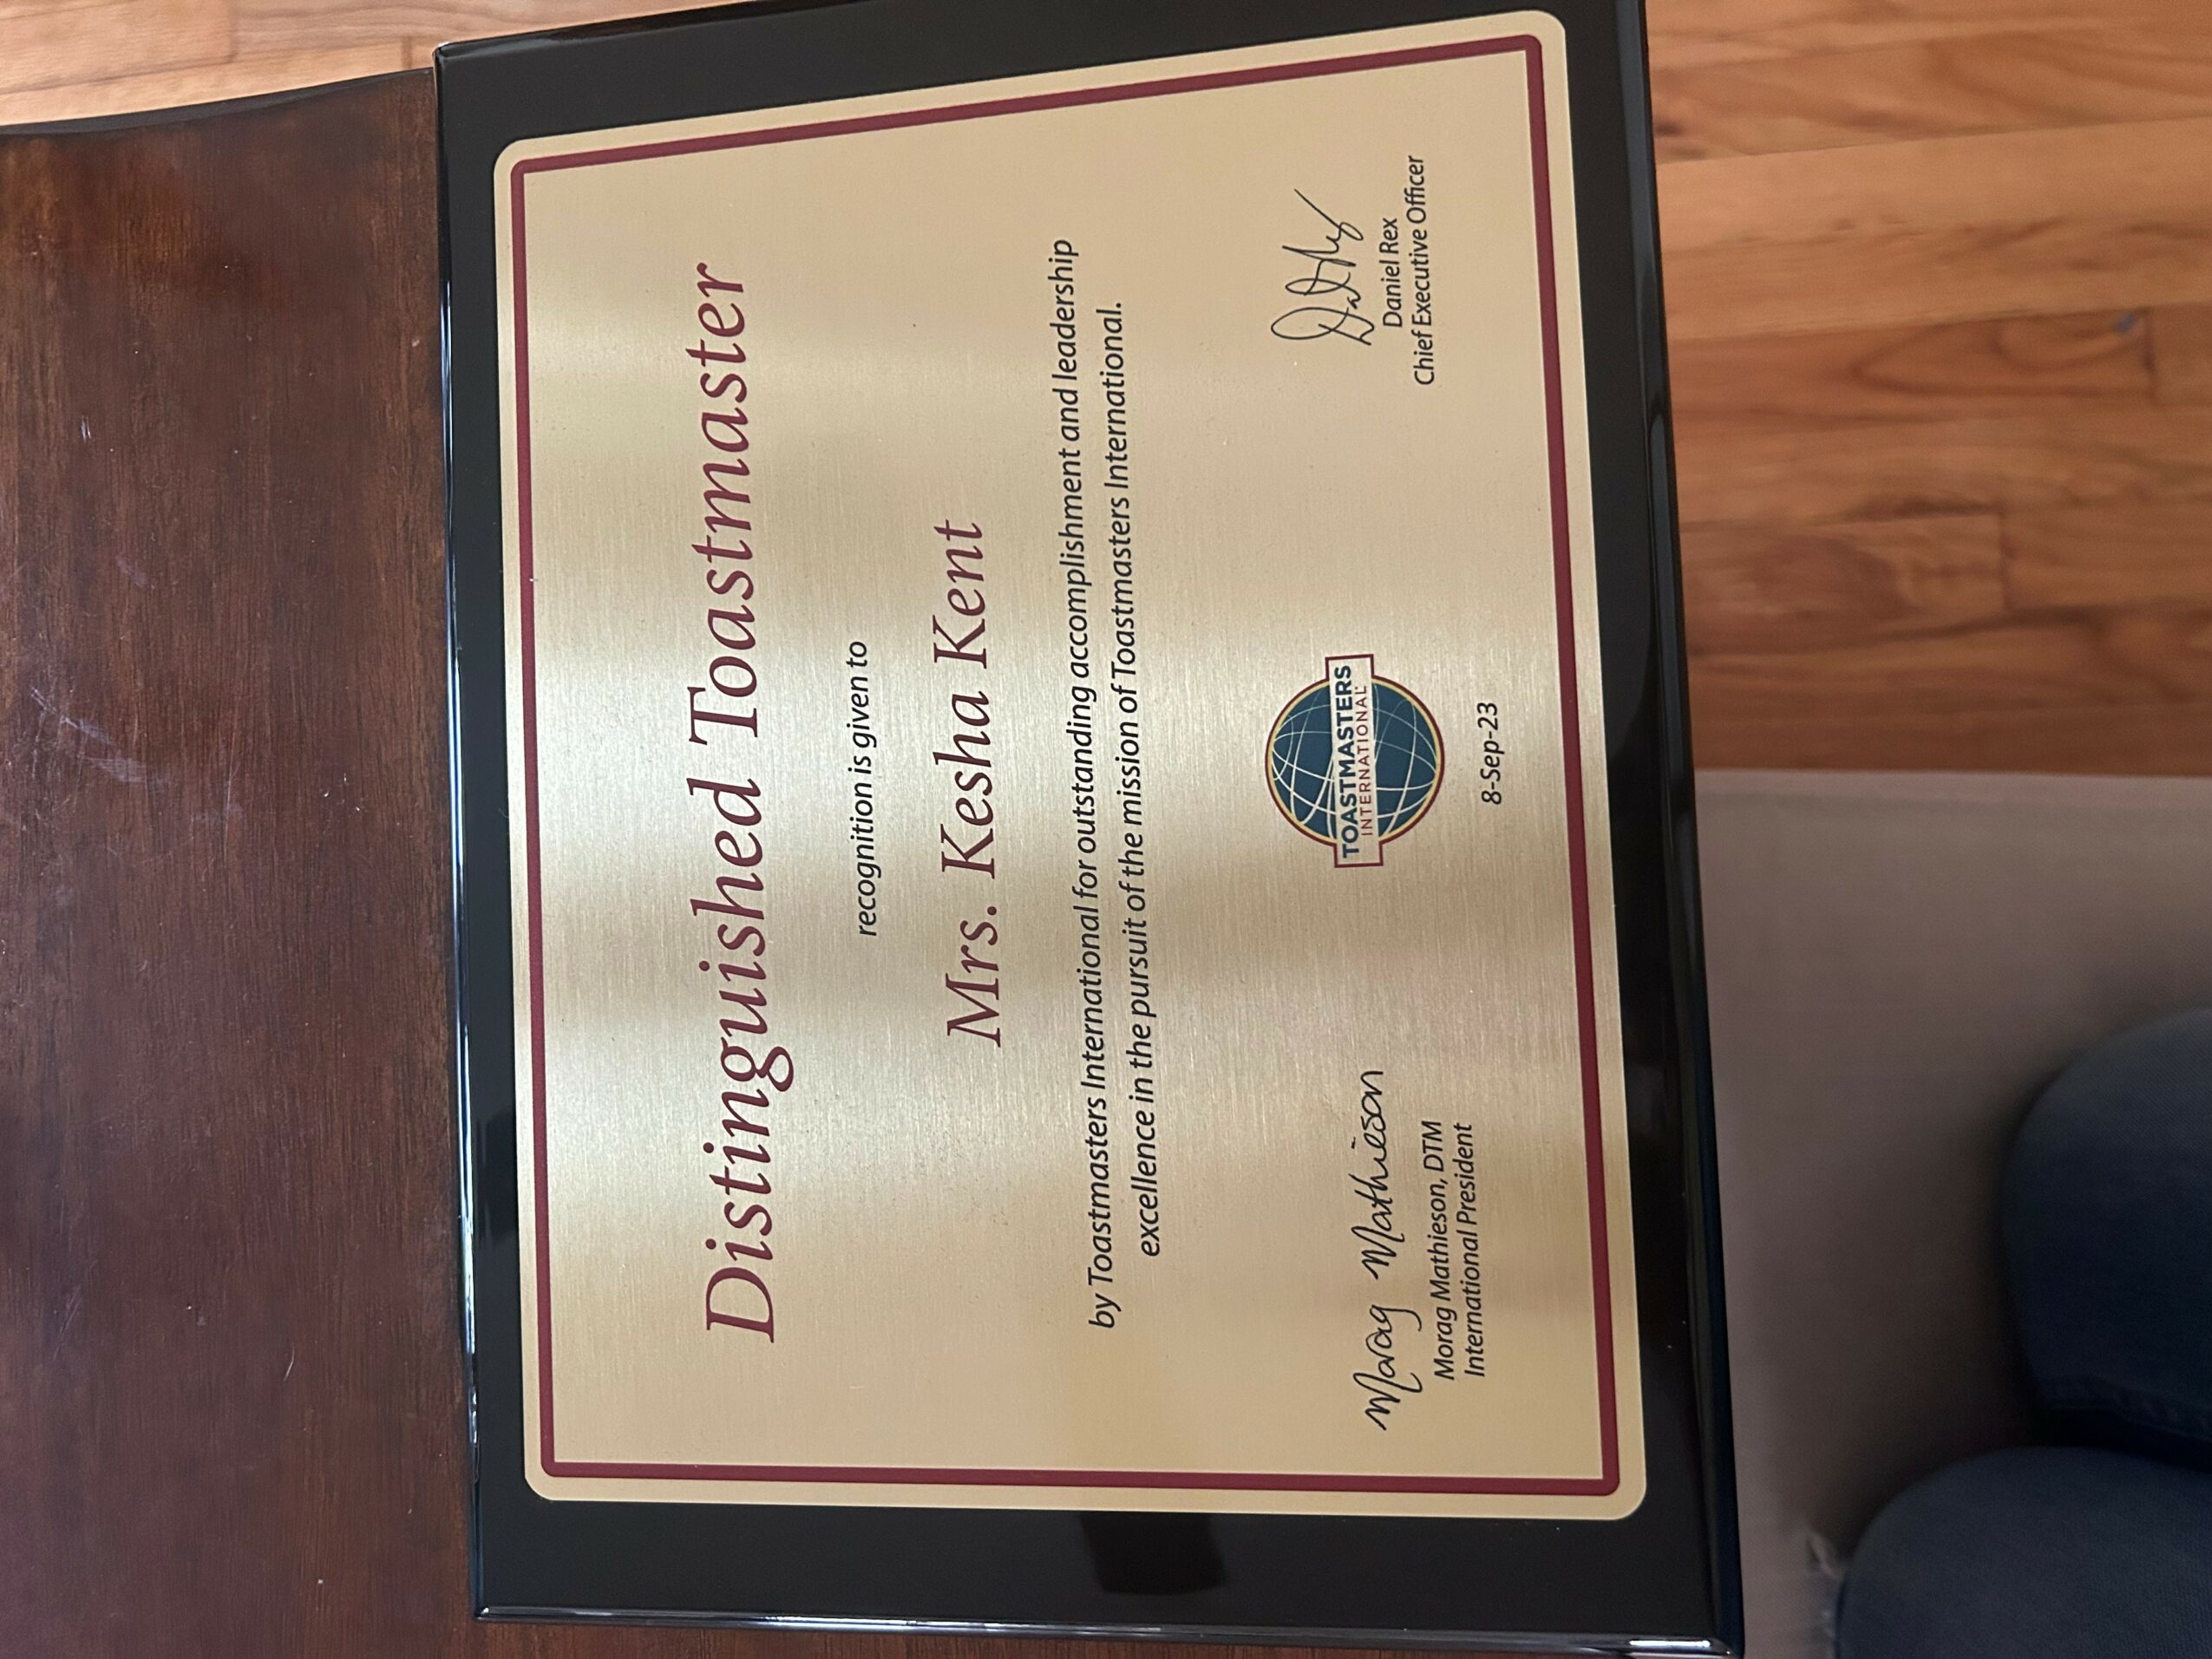 Distinguished Toastmaster
recognition is given to
Mrs. Kesha Kent
by Toastmasters International for outstanding accomplishment and leadership
excellence in the pursuit of the mission of Toastmasters International.
Morag Mathieson
Morag Mathieson, DTM
International President
TOASTMASTERS
INTERNATIONAL
8-Sep-23
Daniel Rex
Chief Executive Officer